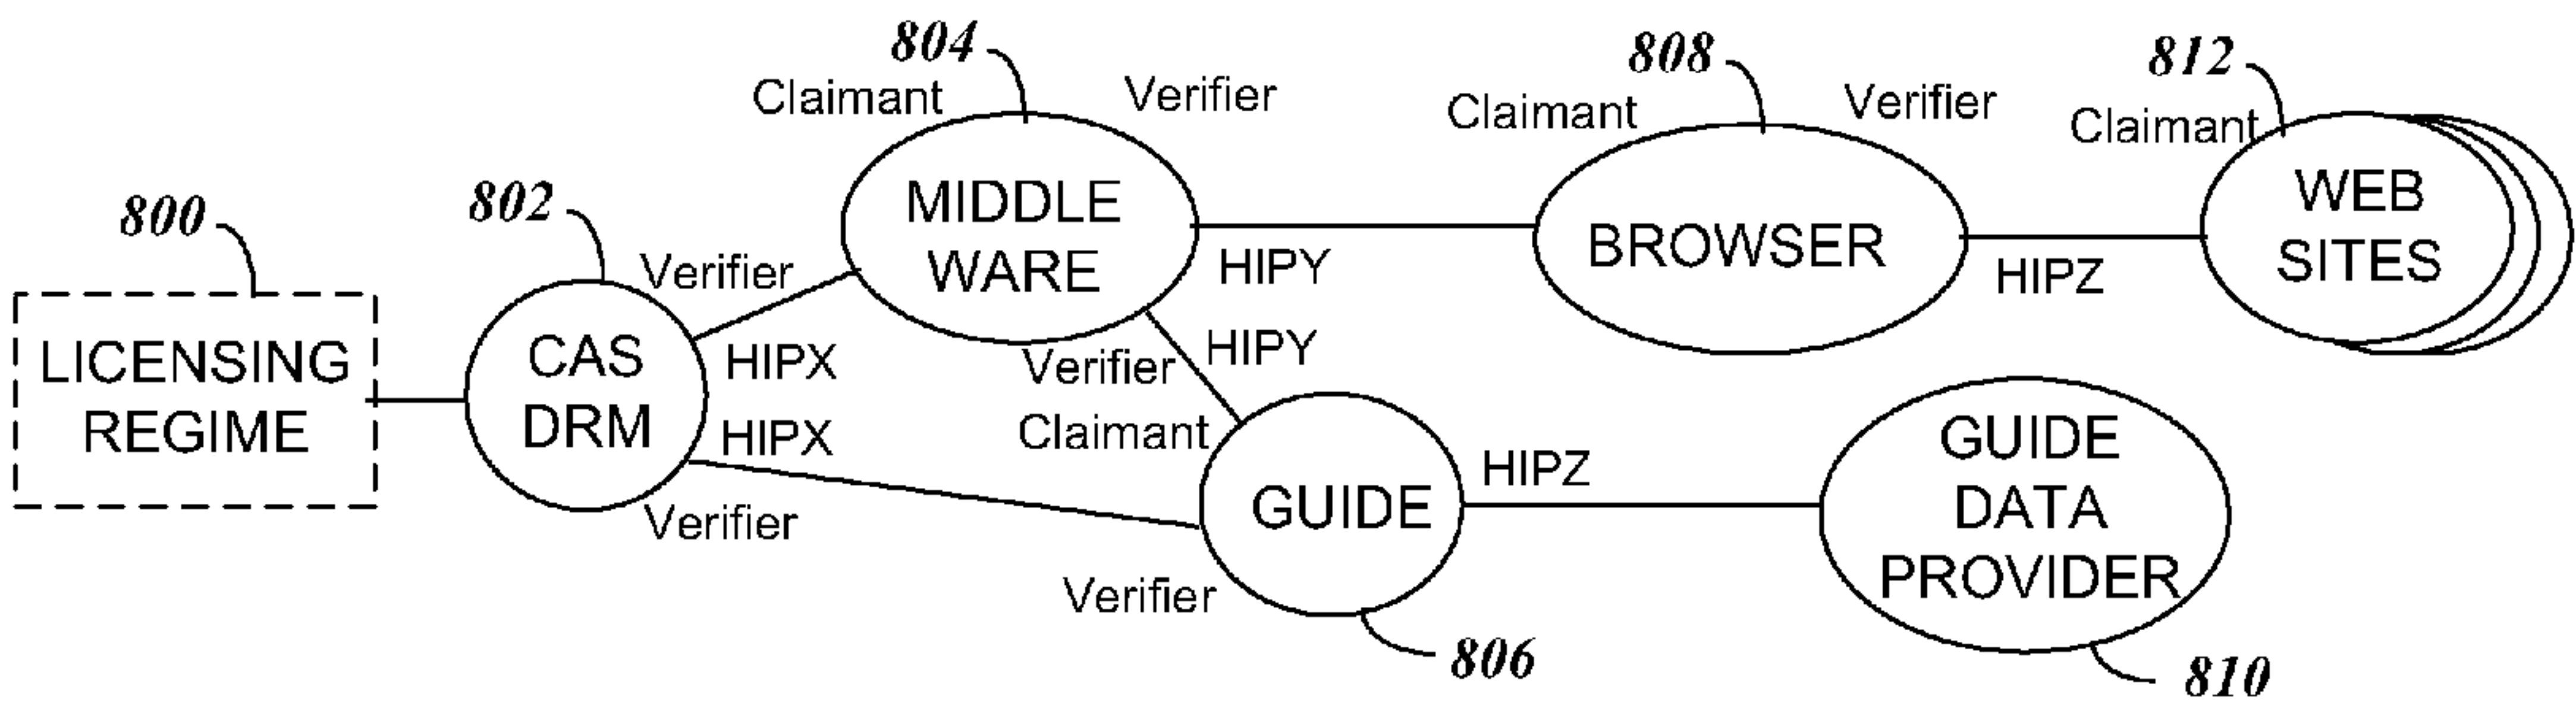 804
808
812
Claimant
Verifier
Claimant
Verifier
Claimant
800
802
MIDDLE
WARE
WEB
SITES
BROWSER
Verifier
HIPY
HIPZ
LICENSING
REGIME
CAS
DRM
HIPX
HIPX
Verifier
HIPY
Verifier
Claimant
GUIDE
HIPZ
GUIDE
DATA
PROVIDER
Verifier
806
810